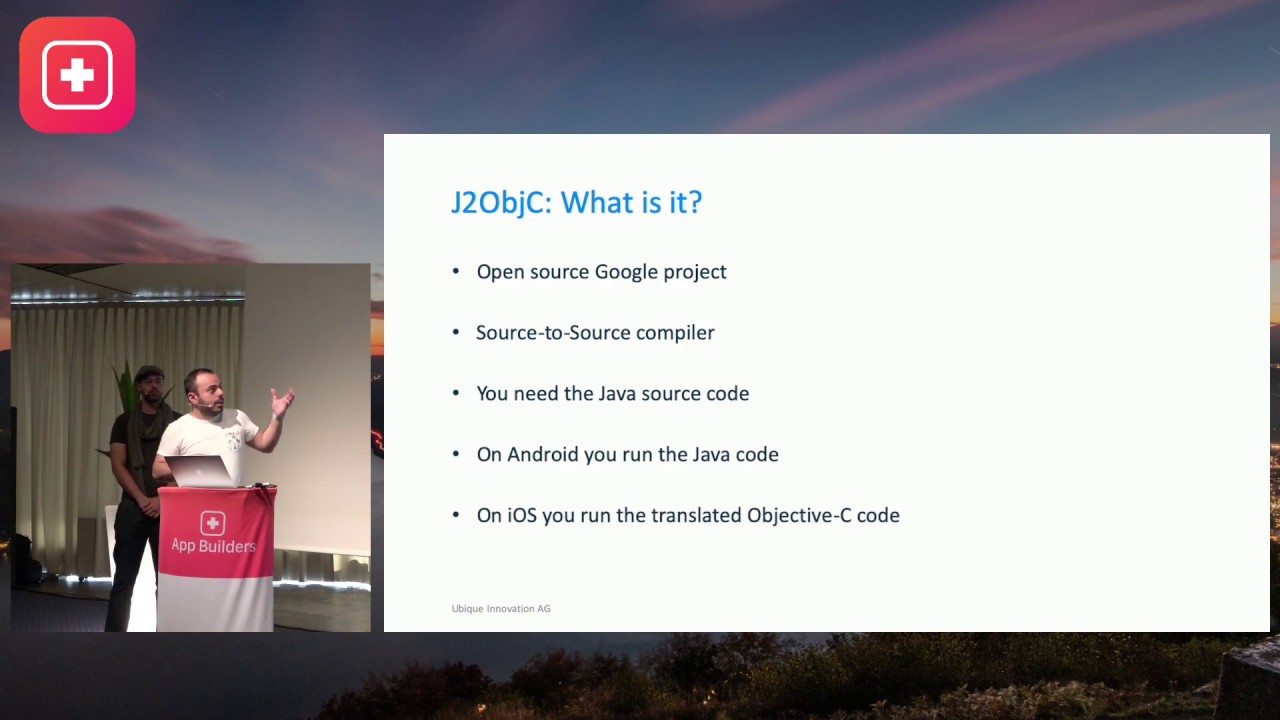 J2ObjC: What is it?
• Open source Google project
• Source-to-Source compiler
• You need the Java source code
• On Android you run the Java code
• On iOS you run the translated Objective-C code
Ubique Innovation AG
App Builders